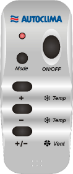 AUTOCLIMA
Mode
ON/OFF
+
Temp
−
Temp
+/−
Vent